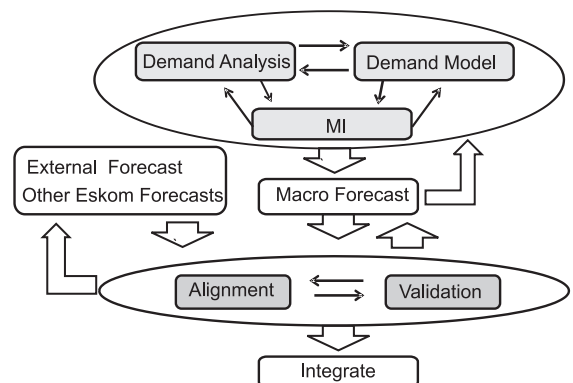 Demand Analysis
Demand Model
MI
External Forecast
Other Eskom Forecasts
Macro Forecast
Alignment
Validation
Integrate